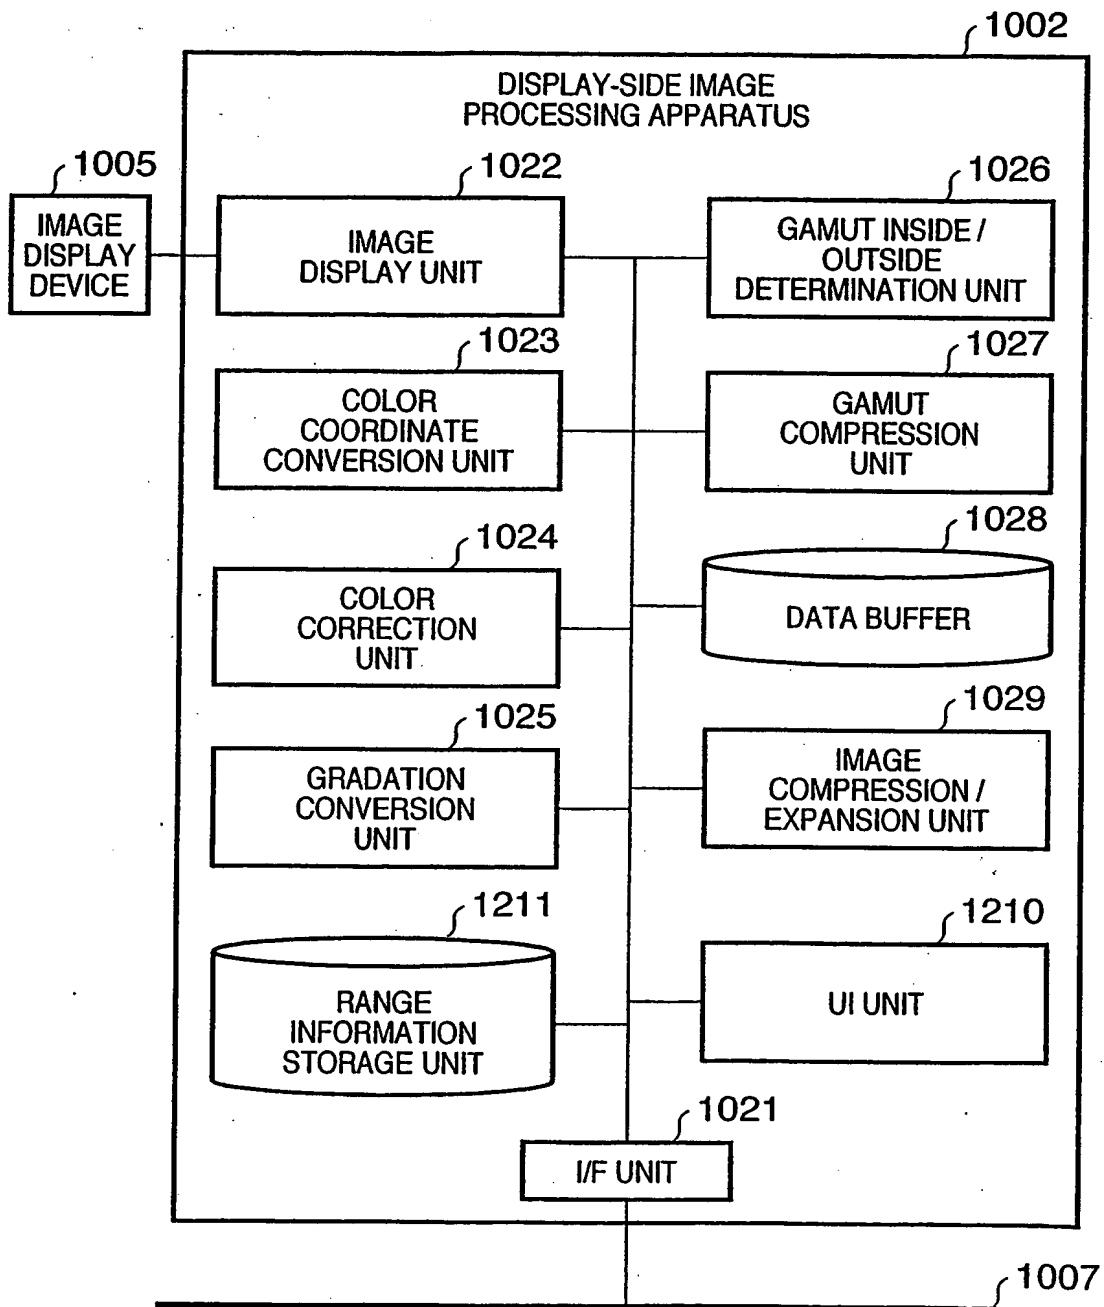 1002
DISPLAY-SIDE IMAGE
PROCESSING APPARATUS
1005
IMAGE
DISPLAY
DEVICE
1022
IMAGE
DISPLAY UNIT
1026
GAMUT INSIDE /
OUTSIDE
DETERMINATION UNIT
1023
COLOR
COORDINATE
CONVERSION UNIT
1027
GAMUT
COMPRESSION
UNIT
1024
COLOR
CORRECTION
UNIT
1028
DATA BUFFER
1025
GRADATION
CONVERSION
UNIT
1029
IMAGE
COMPRESSION /
EXPANSION UNIT
1211
RANGE
INFORMATION
STORAGE UNIT
1210
UI UNIT
1021
I/F UNIT
1007